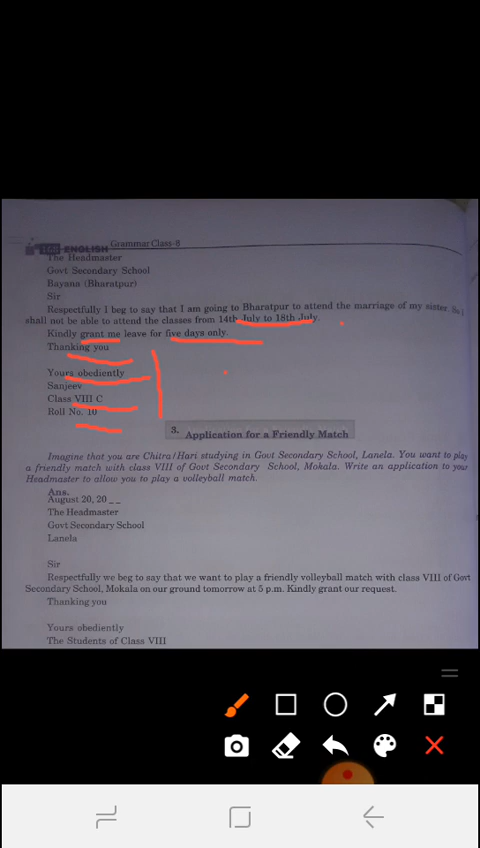 168 ENGLISH Grammar Class-8
The Headmaster
Govt Secondary School
Bayana (Bharatpur)
Sir
Respectfully I beg to say that I am going to Bharatpur to attend the marriage of my sister. So I
shall not be able to attend the classes from 14th July to 18th July.
Kindly grant me leave for five days only.
Thanking you
Yours obediently
Sanjeev
Class VIII C
Roll No. 10
3. Application for a Friendly Match
Imagine that you are Chitra/Hari studying in Govt Secondary School, Lanela. You want to play
a friendly match with class VIII of Govt Secondary School, Mokala. Write an application to your
Headmaster to allow you to play a volleyball match.
Ans.
August 20, 20 _ _
The Headmaster
Govt Secondary School
Lanela
Sir
Respectfully we beg to say that we want to play a friendly volleyball match with class VIII of Govt
Secondary School, Mokala on our ground tomorrow at 5 p.m. Kindly grant our request.
Thanking you
Yours obediently
The Students of Class VIII